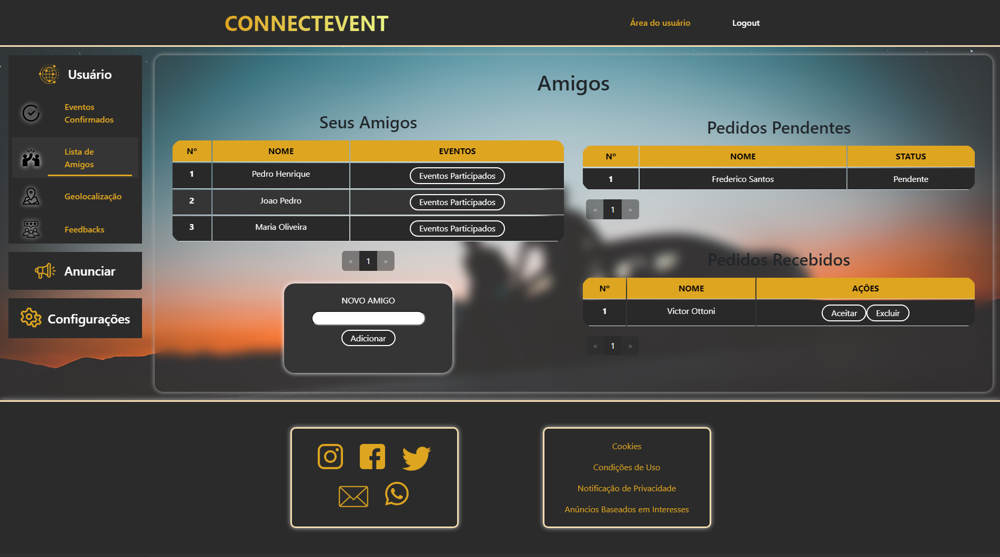 CONNECTEVENT
Área do usuário
Logout
Usuário
Eventos
Confirmados
Lista de
Amigos
Geolocalização
Feedbacks
Anunciar
Configurações
Amigos
Seus Amigos
Nº NOME EVENTOS
1 Pedro Henrique Eventos Participados
2 Joao Pedro Eventos Participados
3 Maria Oliveira Eventos Participados
« 1 »
NOVO AMIGO
Adicionar
Pedidos Pendentes
Nº NOME STATUS
1 Frederico Santos Pendente
« 1 »
Pedidos Recebidos
Nº NOME AÇÕES
1 Victor Ottoni Aceitar Excluir
« 1 »
Cookies
Condições de Uso
Notificação de Privacidade
Anúncios Baseados em Interesses